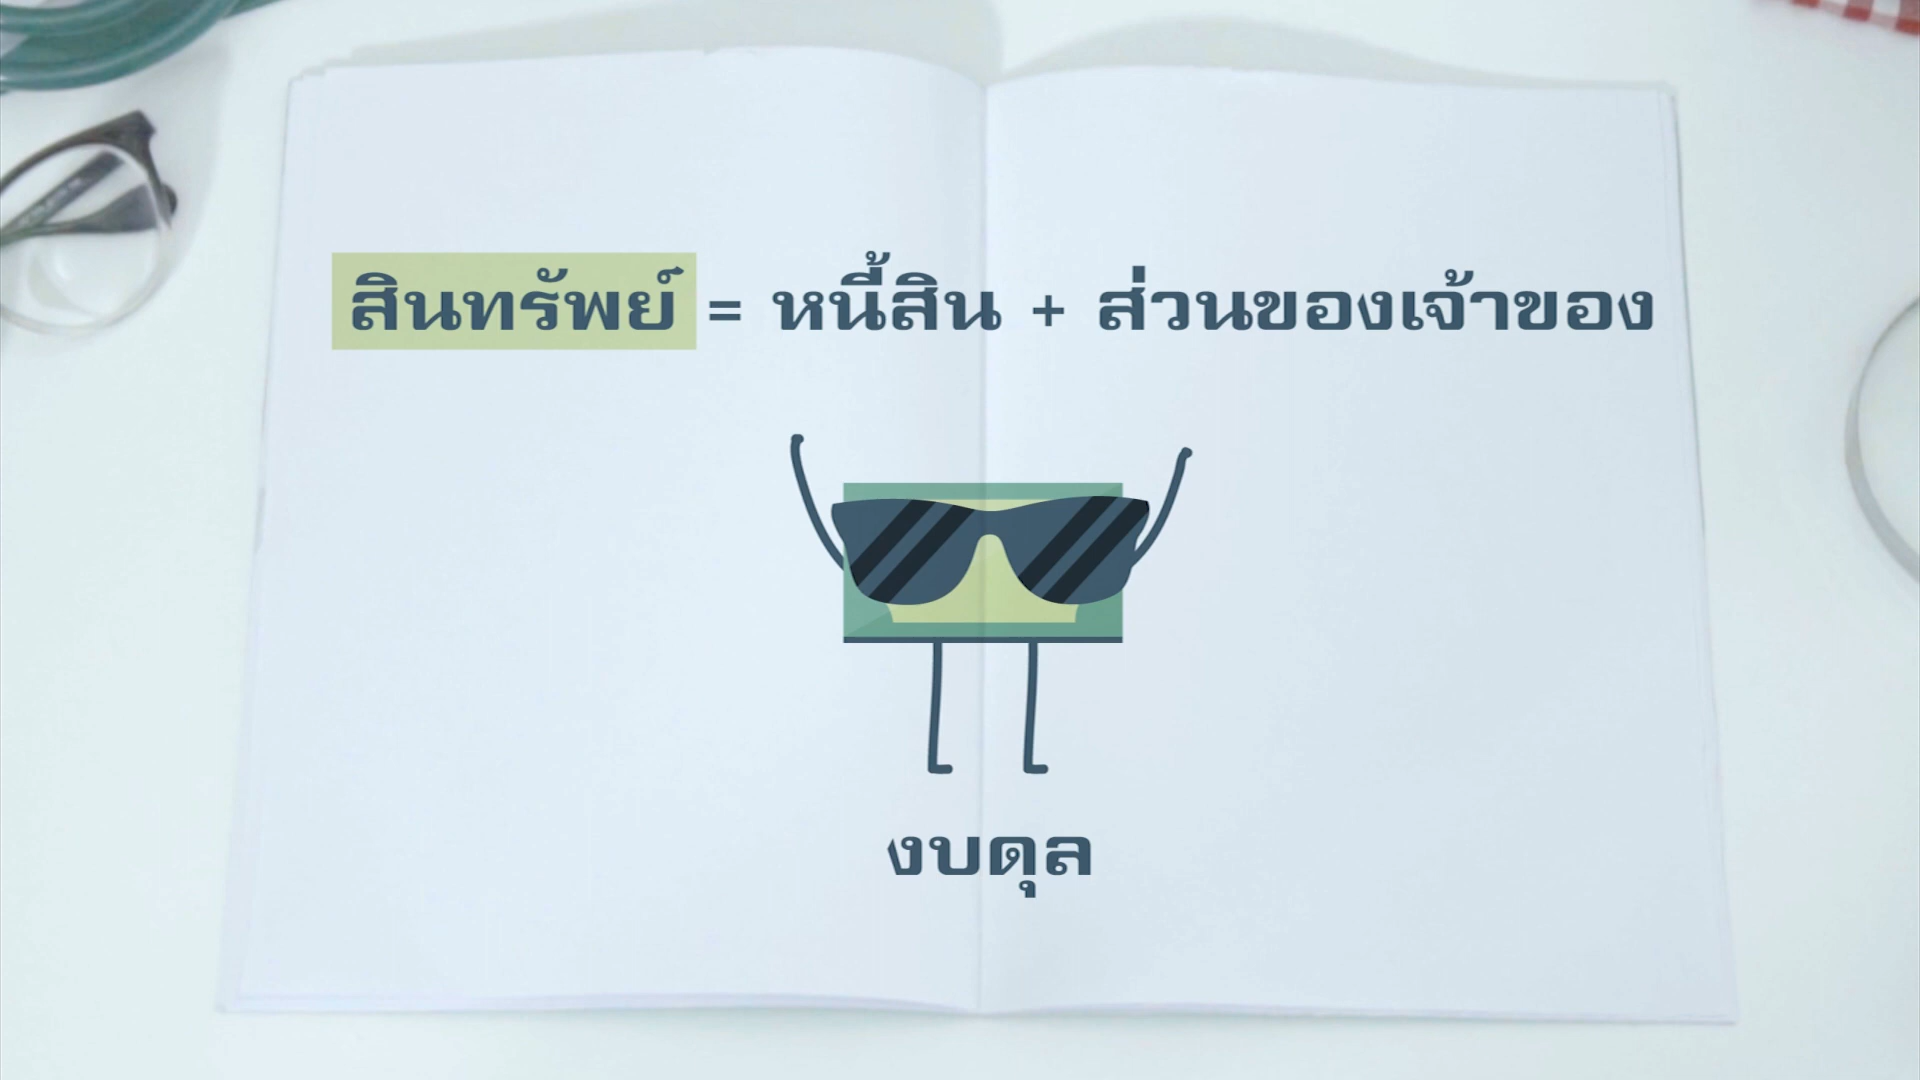 สินทรัพย์ = หนี้สิน + ส่วนของเจ้าของ
งบดุล